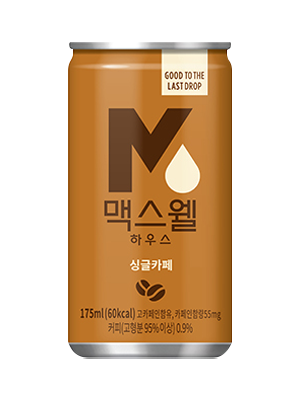 GOOD TO THE
LAST DROP
M
맥스웰
하우스
싱글카페
175ml (60kcal) 고카페인함유, 카페인함량55mg
커피(고형분 95%이상) 0.9%